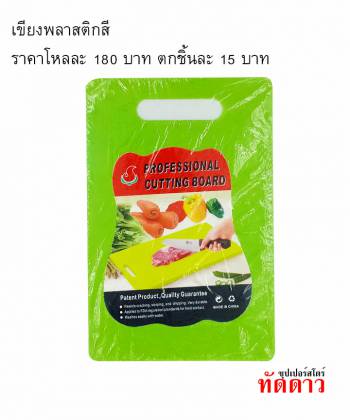 เขียงพลาสติกสี
ราคาโหลละ 180 บาท ตกชิ้นละ 15 บาท
PROFESSIONAL
CUTTING BOARD
Patent Product, Quality Guarantee
MADE IN CHINA
ซุปเปอร์สโตร์
ทัดดาว